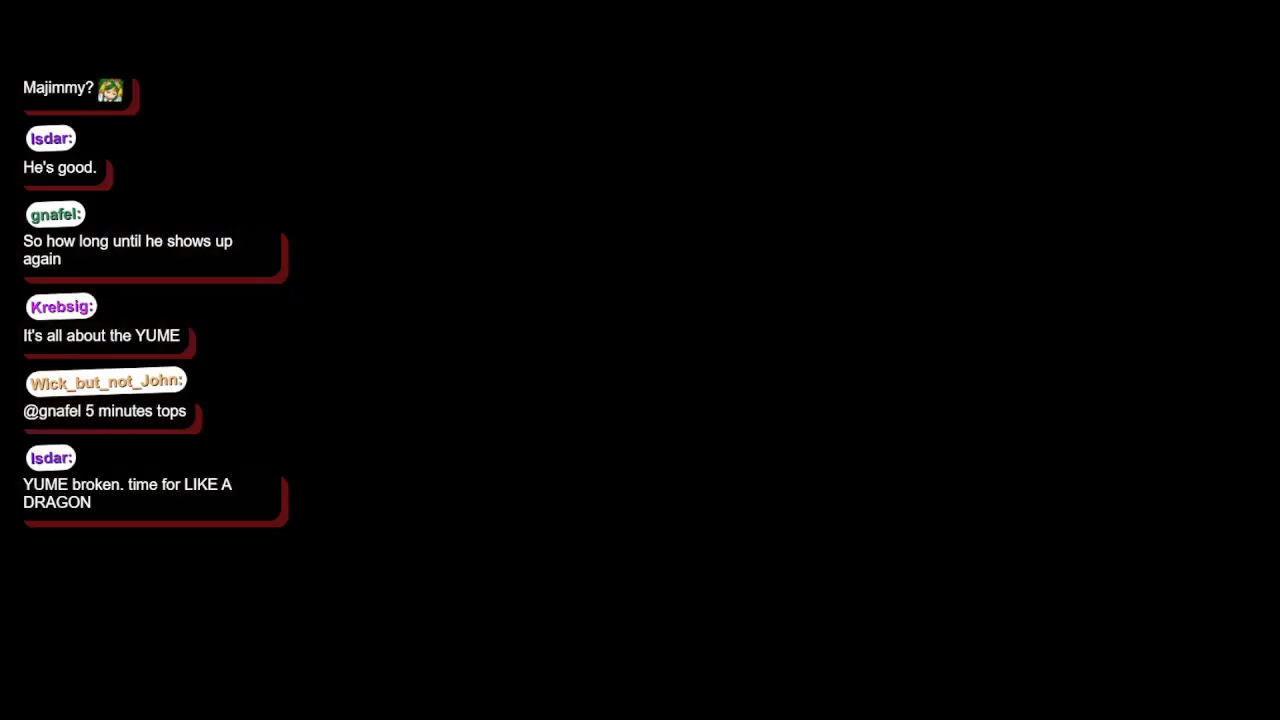 Majimmy?
Isdar:
He's good.
gnafel:
So how long until he shows up
again
Krebsig:
It's all about the YUME
Wick_but_not_John:
@gnafel 5 minutes tops
Isdar:
YUME broken. time for LIKE A
DRAGON